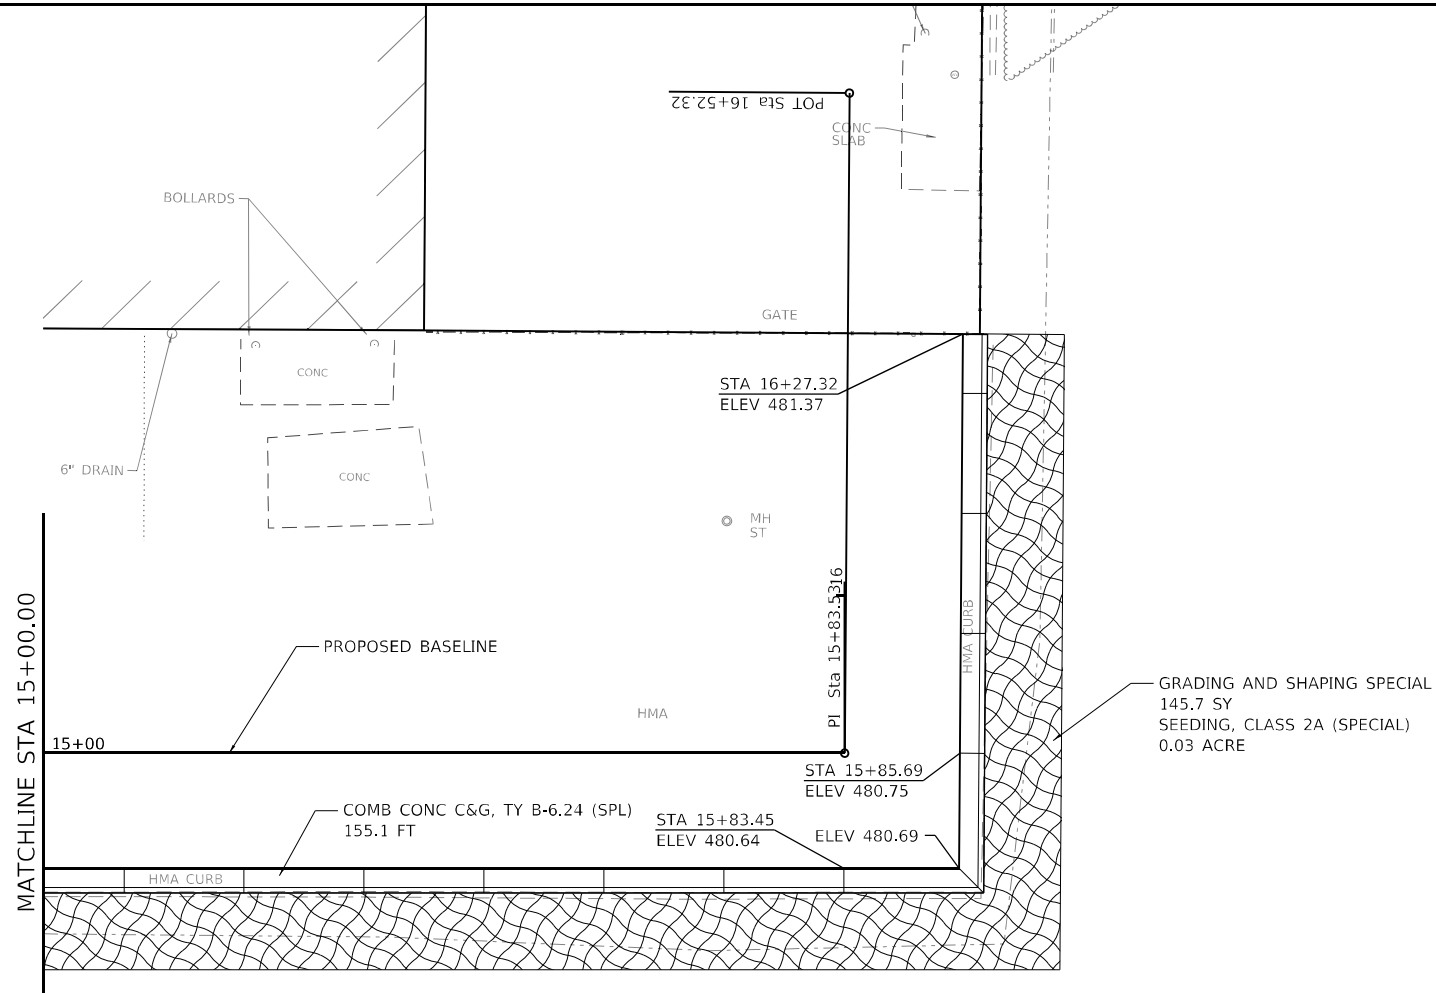 POT Sta 16+52.32
CONC
SLAB
BOLLARDS
GATE
CONC
STA 16+27.32
ELEV 481.37
6" DRAIN
CONC
MH
ST
16
PI Sta 15+83.53
HMA CURB
MATCHLINE STA 15+00.00
PROPOSED BASELINE
GRADING AND SHAPING SPECIAL
145.7 SY
SEEDING, CLASS 2A (SPECIAL)
0.03 ACRE
HMA
15+00
STA 15+85.69
ELEV 480.75
COMB CONC C&G, TY B-6.24 (SPL)
155.1 FT
STA 15+83.45
ELEV 480.64
ELEV 480.69
HMA CURB